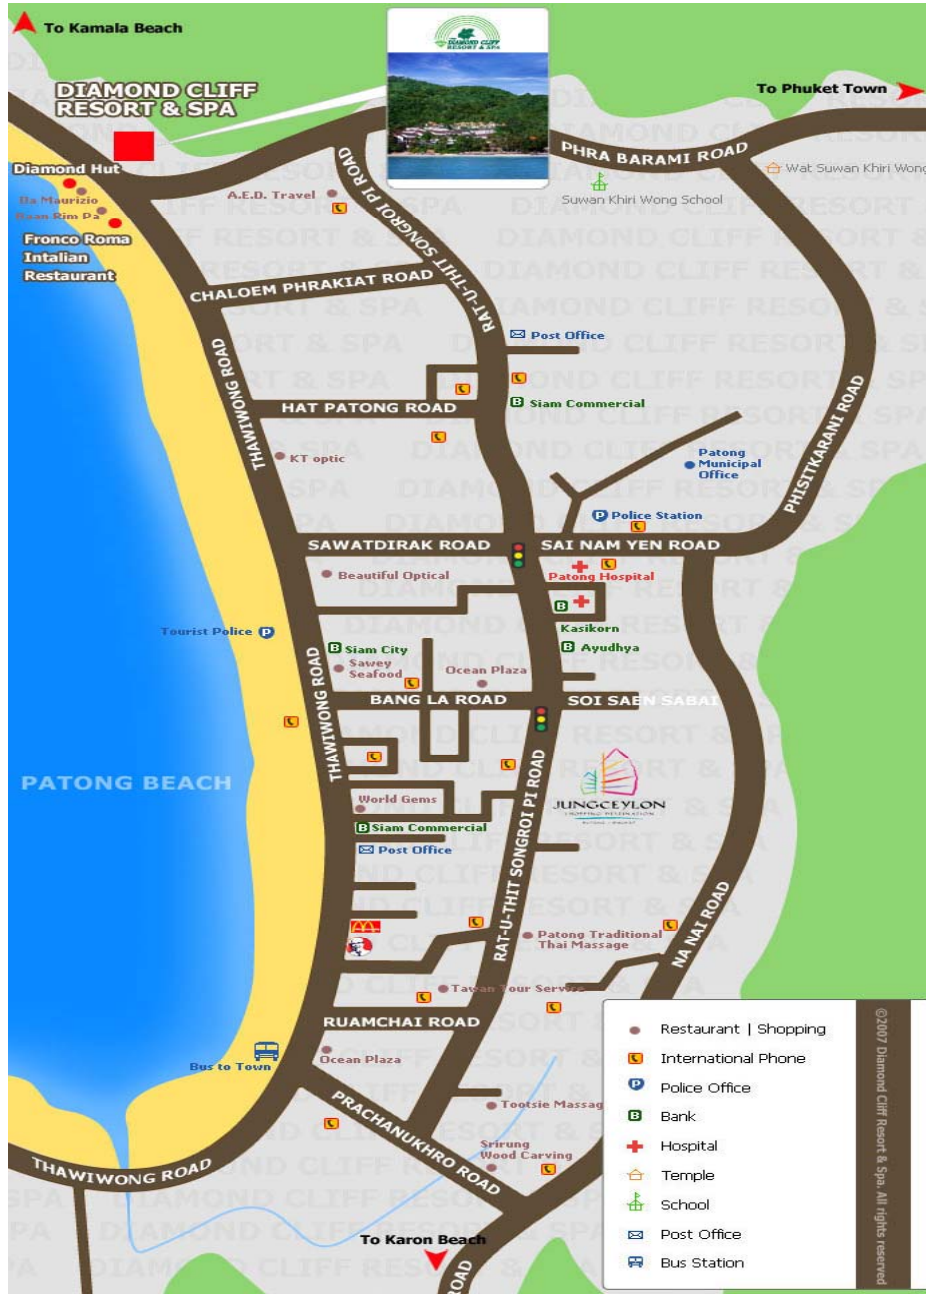 To Kamala Beach
DIAMOND CLIFF
RESORT & SPA
DIAMOND CLIFF
RESORT & SPA
To Phuket Town
PHRA BARAMI ROAD
Wat Suwan Khiri Wong
Suwan Khiri Wong School
Diamond Hut
Da Maurizio
Baan Rim Pa
Fronco Roma
Intalian
Restaurant
A.E.D. Travel
RAT-U-THIT SONGROI PI ROAD
CHALOEM PHRAKIAT ROAD
Post Office
Siam Commercial
HAT PATONG ROAD
THAWIWONG ROAD
KT optic
Patong
Municipal
Office
PHISITKARANI ROAD
Police Station
SAWATDIRAK ROAD
SAI NAM YEN ROAD
Beautiful Optical
Patong Hospital
Kasikorn
Ayudhya
Tourist Police
Siam City
Sawey
Seafood
Ocean Plaza
BANG LA ROAD
SOI SAEN SABAI
THAWIWONG ROAD
PATONG BEACH
JUNGCEYLON
World Gems
Siam Commercial
Post Office
RAT-U-THIT SONGROI PI ROAD
Patong Traditional
Thai Massage
NA NAI ROAD
Tawan Tour Service
RUAMCHAI ROAD
Ocean Plaza
Bus to Town
PRACHANUKHRO ROAD
Tootsie Massag
Srirung
Wood Carving
THAWIWONG ROAD
To Karon Beach
ROAD
Restaurant | Shopping
International Phone
Police Office
Bank
Hospital
Temple
School
Post Office
Bus Station
©2007 Diamond Cliff Resort & Spa, All rights reserved